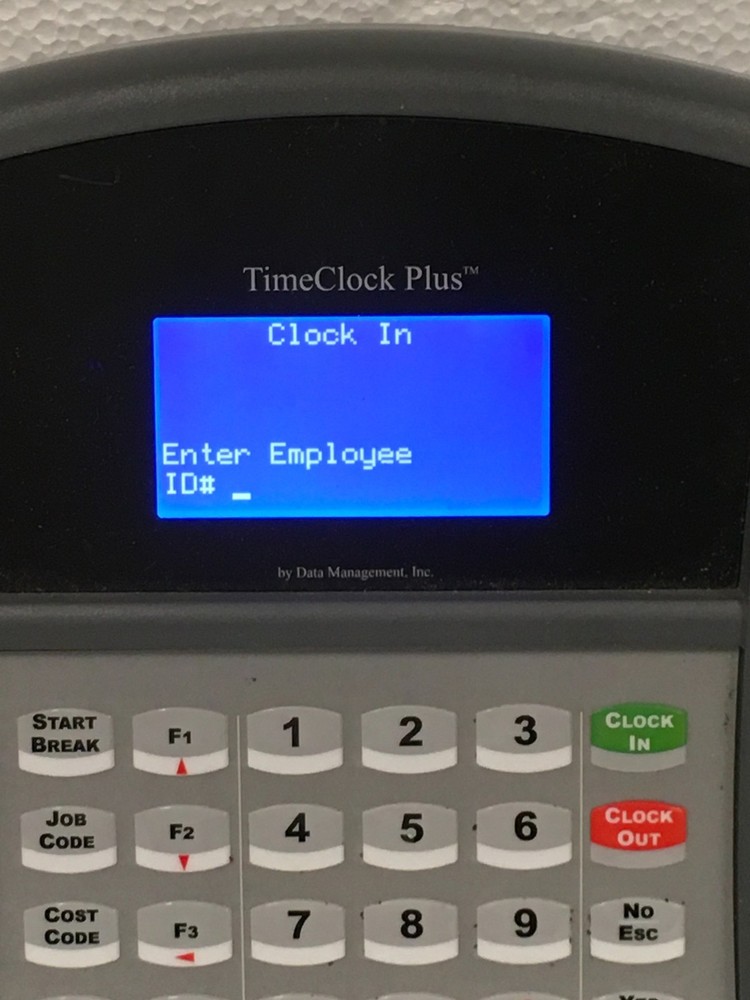 TimeClock Plus™
Clock In
Enter Employee
ID# _
by Data Management, Inc.
START
BREAK
F1
1
2
3
CLOCK
IN
JOB
CODE
F2
4
5
6
CLOCK
OUT
COST
CODE
F3
7
8
9
NO
ESC